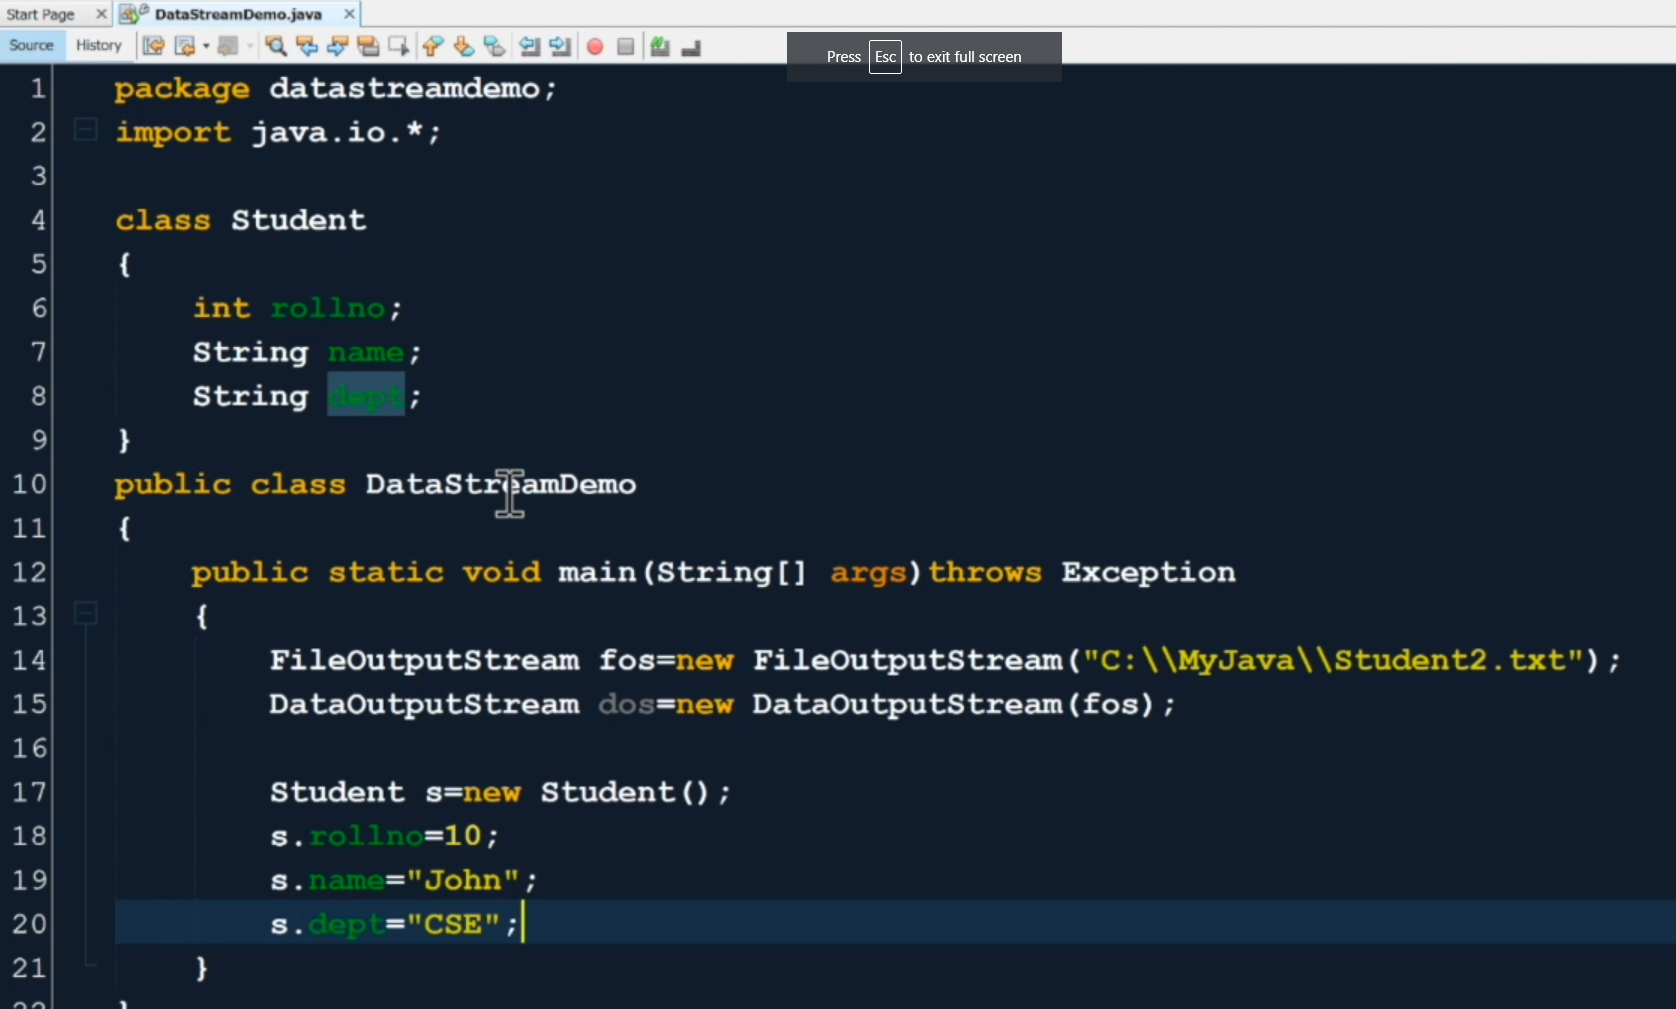 Start Page
DataStreamDemo.java
Source History
Press Esc to exit full screen
1 package datastreamdemo;
2 import java.io.*;
3
4 class Student
5 {
6 int rollno;
7 String name;
8 String dept;
9 }
10 public class DataStreamDemo
11 {
12 public static void main(String[] args)throws Exception
13 {
14 FileOutputStream fos=new FileOutputStream("C:\\MyJava\\Student2.txt");
15 DataOutputStream dos=new DataOutputStream(fos);
16
17 Student s=new Student();
18 s.rollno=10;
19 s.name="John";
20 s.dept="CSE";
21 }